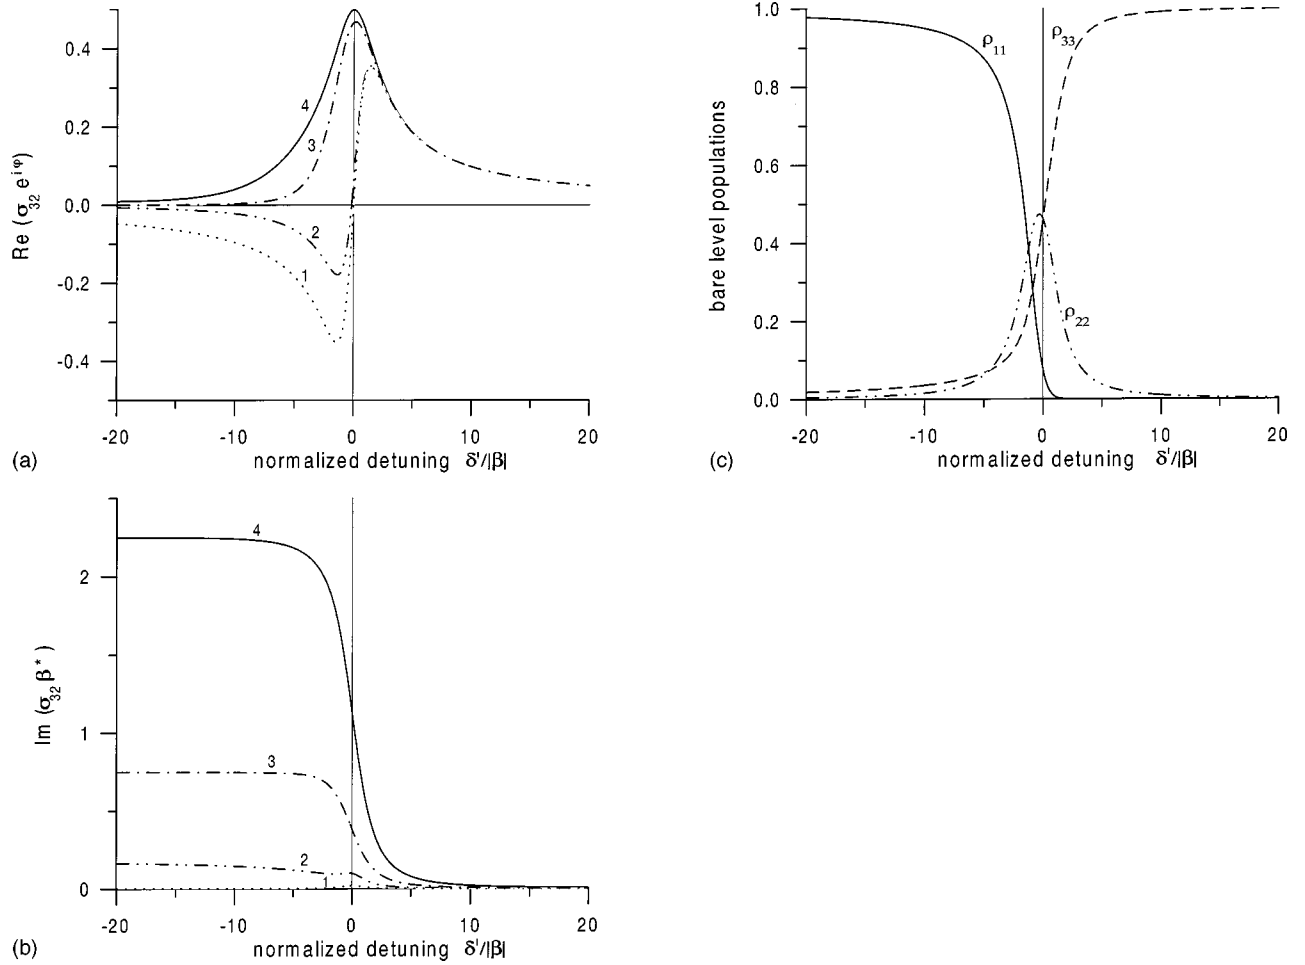 Re (σ32 e^iφ)
0.4
0.2
0.0
-0.2
-0.4
4
3
2
1
-20 -10 0 10 20
(a) normalized detuning δ'/|β|
bare level populations
1.0
0.8
0.6
0.4
0.2
0.0
ρ11
ρ33
ρ22
-20 -10 0 10 20
(c) normalized detuning δ'/|β|
Im (σ32 β*)
2
1
0
4
3
2
1
-20 -10 0 10 20
(b) normalized detuning δ'/|β|